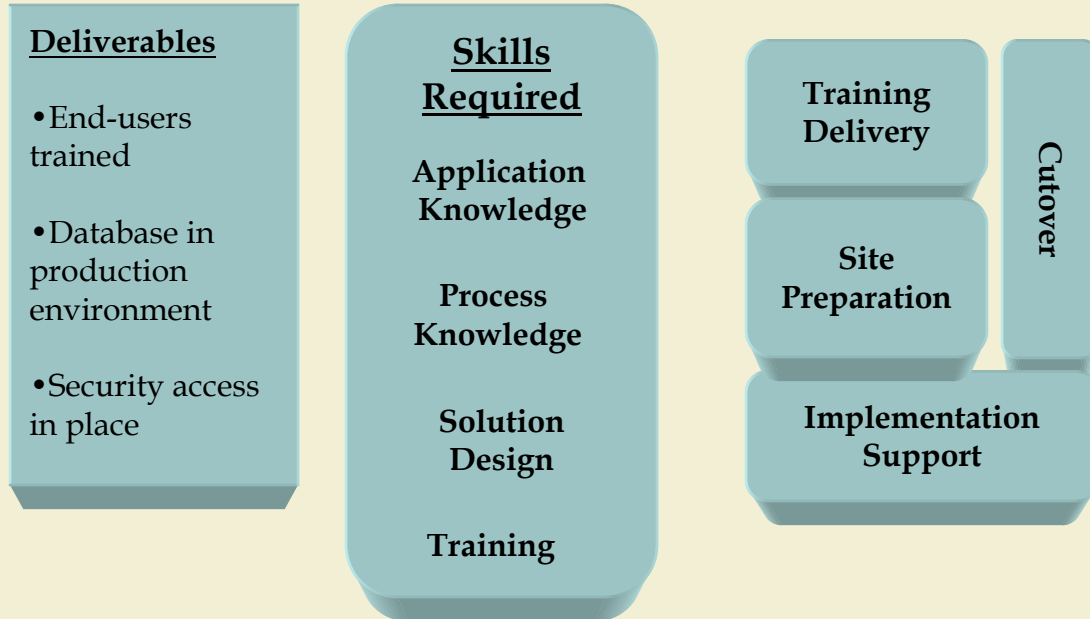 Deliverables
•End-users
trained
•Database in
production
environment
•Security access
in place
Skills
Required
Application
Knowledge
Process
Knowledge
Solution
Design
Training
Training
Delivery
Site
Preparation
Cutover
Implementation
Support